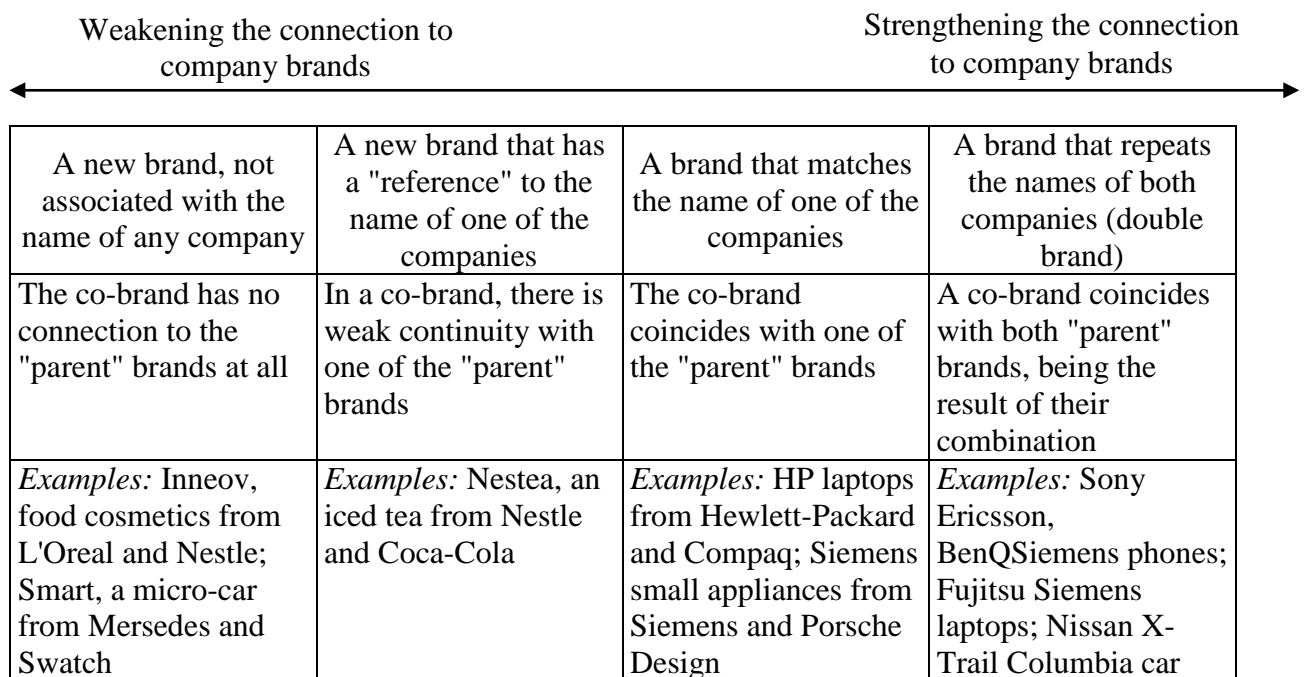 Weakening the connection to
company brands
Strengthening the connection
to company brands
A new brand, not
associated with the
name of any company
A new brand that has
a "reference" to the
name of one of the
companies
A brand that matches
the name of one of the
companies
A brand that repeats
the names of both
companies (double
brand)
The co-brand has no
connection to the
"parent" brands at all
In a co-brand, there is
weak continuity with
one of the "parent"
brands
The co-brand
coincides with one of
the "parent" brands
A co-brand coincides
with both "parent"
brands, being the
result of their
combination
Examples: Inneov,
food cosmetics from
L'Oreal and Nestle;
Smart, a micro-car
from Mersedes and
Swatch
Examples: Nestea, an
iced tea from Nestle
and Coca-Cola
Examples: HP laptops
from Hewlett-Packard
and Compaq; Siemens
small appliances from
Siemens and Porsche
Design
Examples: Sony
Ericsson,
BenQSiemens phones;
Fujitsu Siemens
laptops; Nissan X-
Trail Columbia car